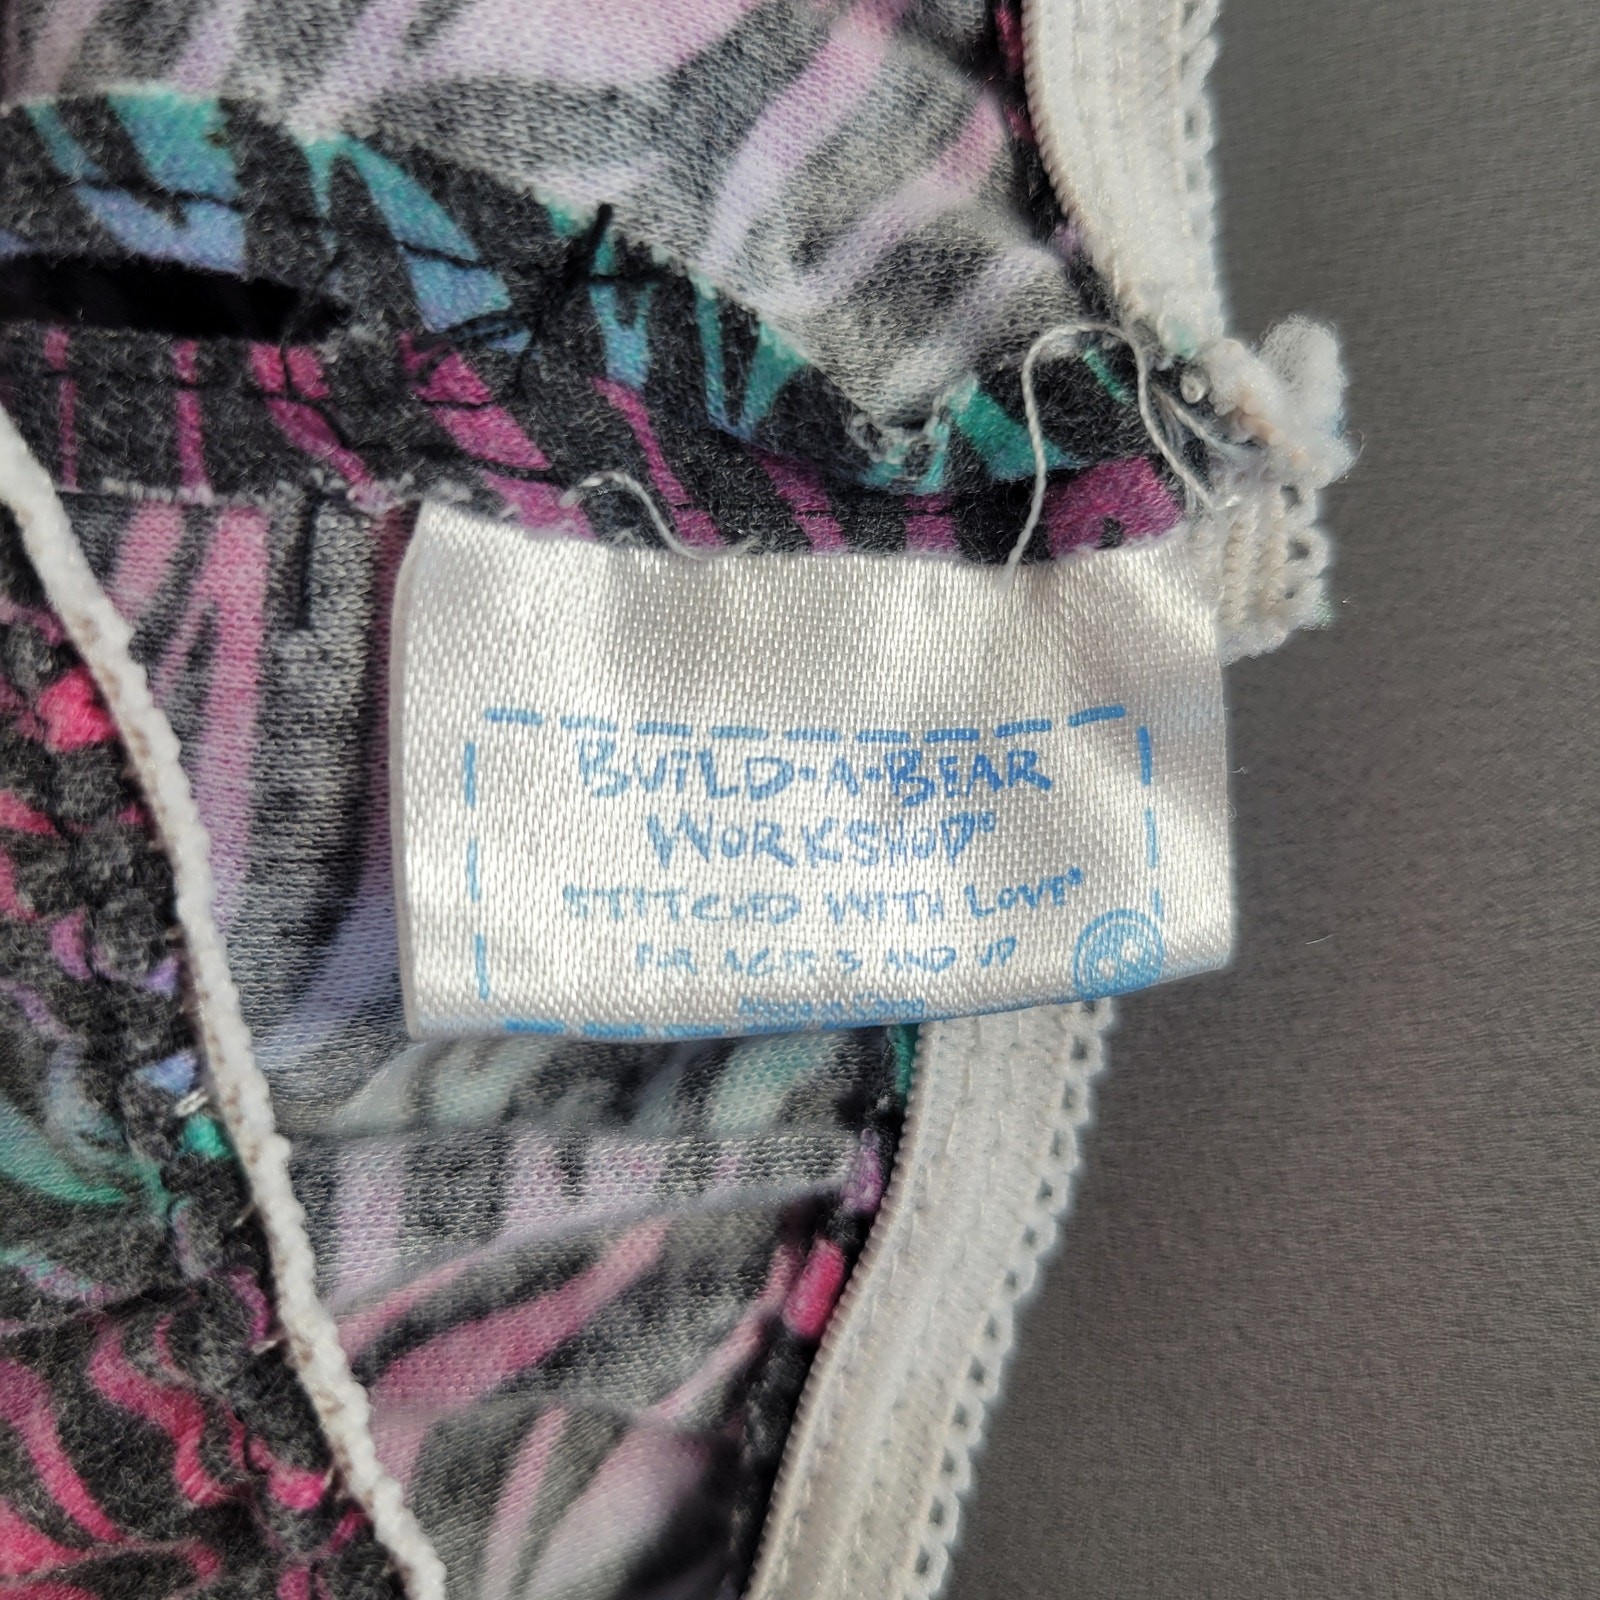 BUILD-A-BEAR
WORKSHOP®
STITCHED WITH LOVE®
FOR AGES 3 AND UP